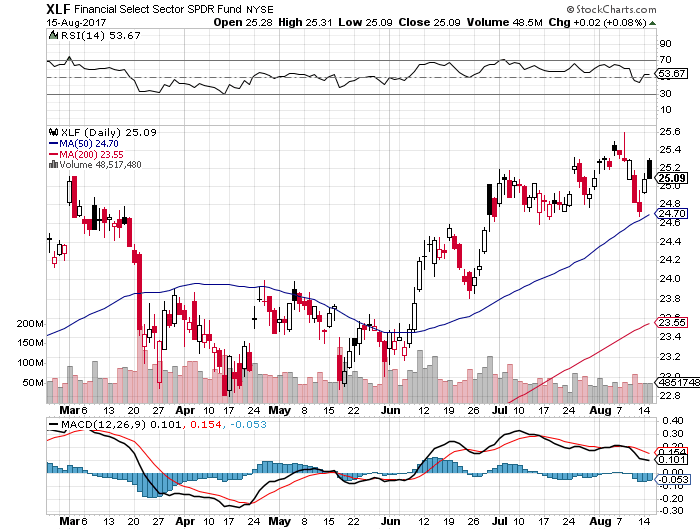 XLF Financial Select Sector SPDR Fund NYSE © StockCharts.com
15-Aug-2017 Open 25.28 High 25.31 Low 25.09 Close 25.09 Volume 48.5M Chg +0.02 (+0.08%)
RSI(14) 53.67
90
70
53.67
50
30
10
XLF (Daily) 25.09
MA(50) 24.70
MA(200) 23.55
Volume 48,517,480
25.6
25.4
25.2
25.09
25.0
24.8
24.70
24.6
24.4
24.2
24.0
23.8
23.6
23.55
23.4
23.2
23.0
22.8
200M
150M
100M
50M
4851748
Mar 6 13 20 27 Apr 10 17 24 May 8 15 22 Jun 12 19 26 Jul 10 17 24 Aug 7 14
MACD(12,26,9) 0.101, 0.154, -0.053
0.40
0.30
0.20
0.154
0.101
0.00
-0.053
-0.10
-0.20
-0.30
Mar 6 13 20 27 Apr 10 17 24 May 8 15 22 Jun 12 19 26 Jul 10 17 24 Aug 7 14